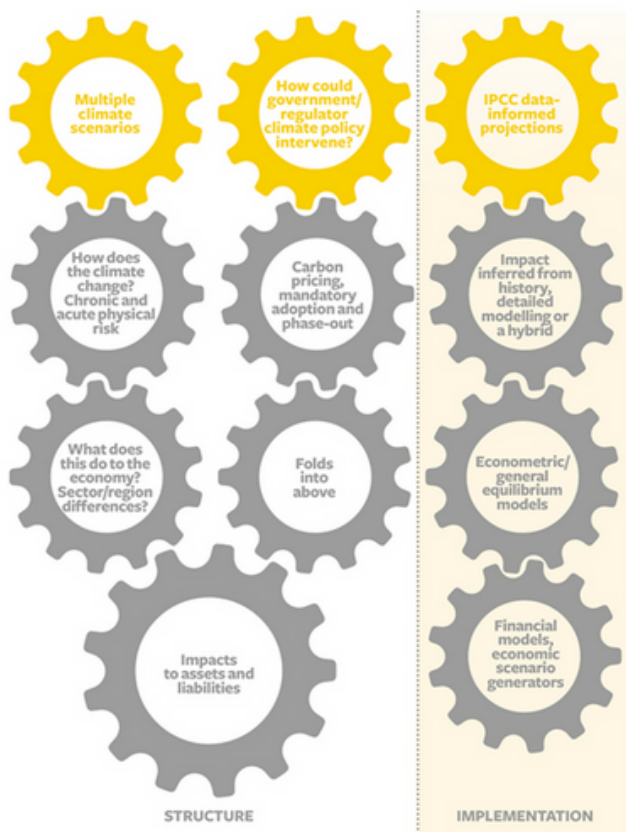 Multiple
climate
scenarios
How could
government/
regulator
climate policy
intervene?
IPCC data-
informed
projections
How does
the climate
change?
Chronic and
acute physical
risk
Carbon
pricing,
mandatory
adoption and
phase-out
Impact
inferred from
history,
detailed
modelling or
a hybrid
What does
this do to the
economy?
Sector/region
differences?
Folds
into
above
Econometric/
general
equilibrium
models
Impacts
to assets and
liabilities
Financial
models,
economic
scenario
generators
STRUCTURE
IMPLEMENTATION